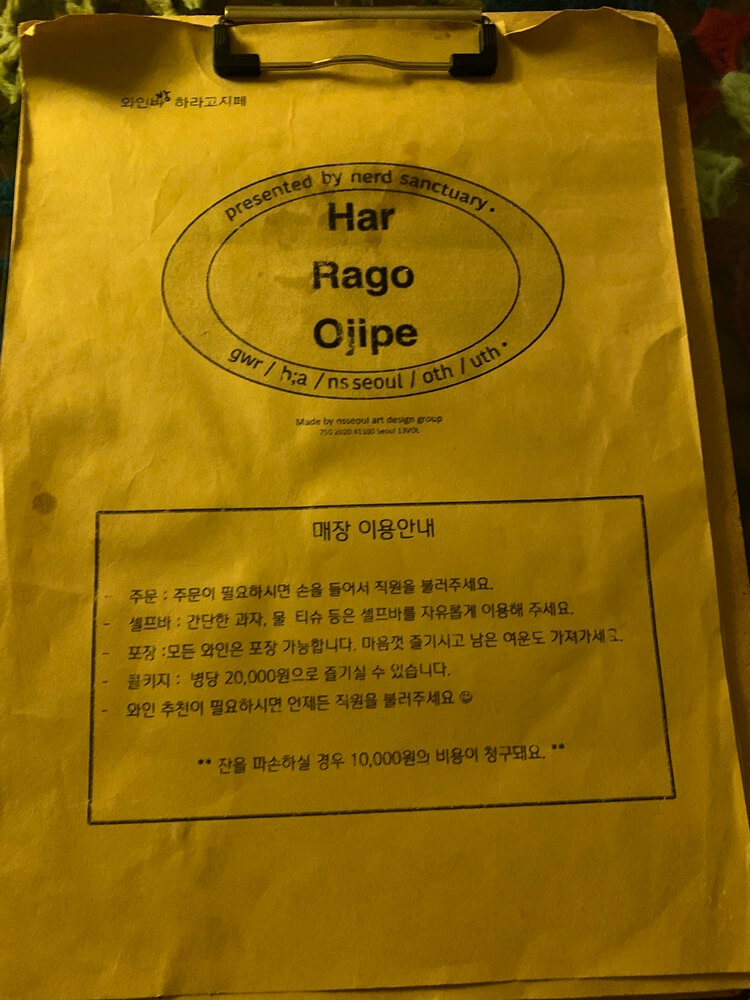 와인방 하라고지페
presented by nerd sanctuary.
Har
Rago
Ojipe
gwr / h;a / nsseoul / oth / uth.
Made by nsseoul art design group
750 2020 41100 Seoul 13VOL
매장 이용안내
- 주문 : 주문이 필요하시면 손을 들어서 직원을 불러주세요.
- 셀프바 : 간단한 과자, 물 티슈 등은 셀프바를 자유롭게 이용해 주세요.
- 포장 :모든 와인은 포장 가능합니다. 마음껏 즐기시고 남은 여운도 가져가세요.
- 콜키지 : 병당 20,000원으로 즐기실 수 있습니다.
- 와인 추천이 필요하시면 언제든 직원을 불러주세요 ☺
** 잔을 파손하실 경우 10,000원의 비용이 청구돼요. **